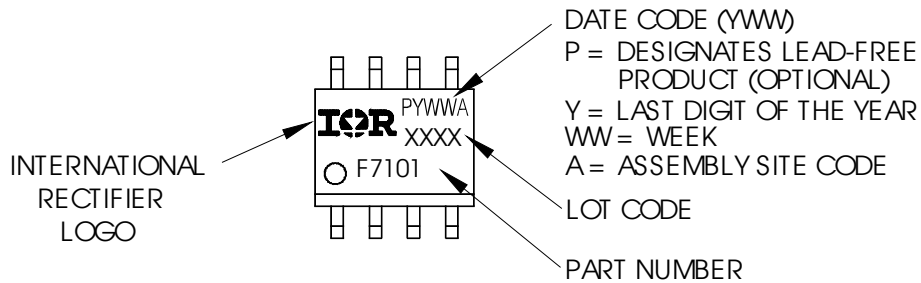 DATE CODE (YWW)
P = DESIGNATES LEAD-FREE
PRODUCT (OPTIONAL)
Y = LAST DIGIT OF THE YEAR
WW = WEEK
A = ASSEMBLY SITE CODE
LOT CODE
PART NUMBER
INTERNATIONAL
RECTIFIER
LOGO
PYWWA
IOR
XXXX
F7101